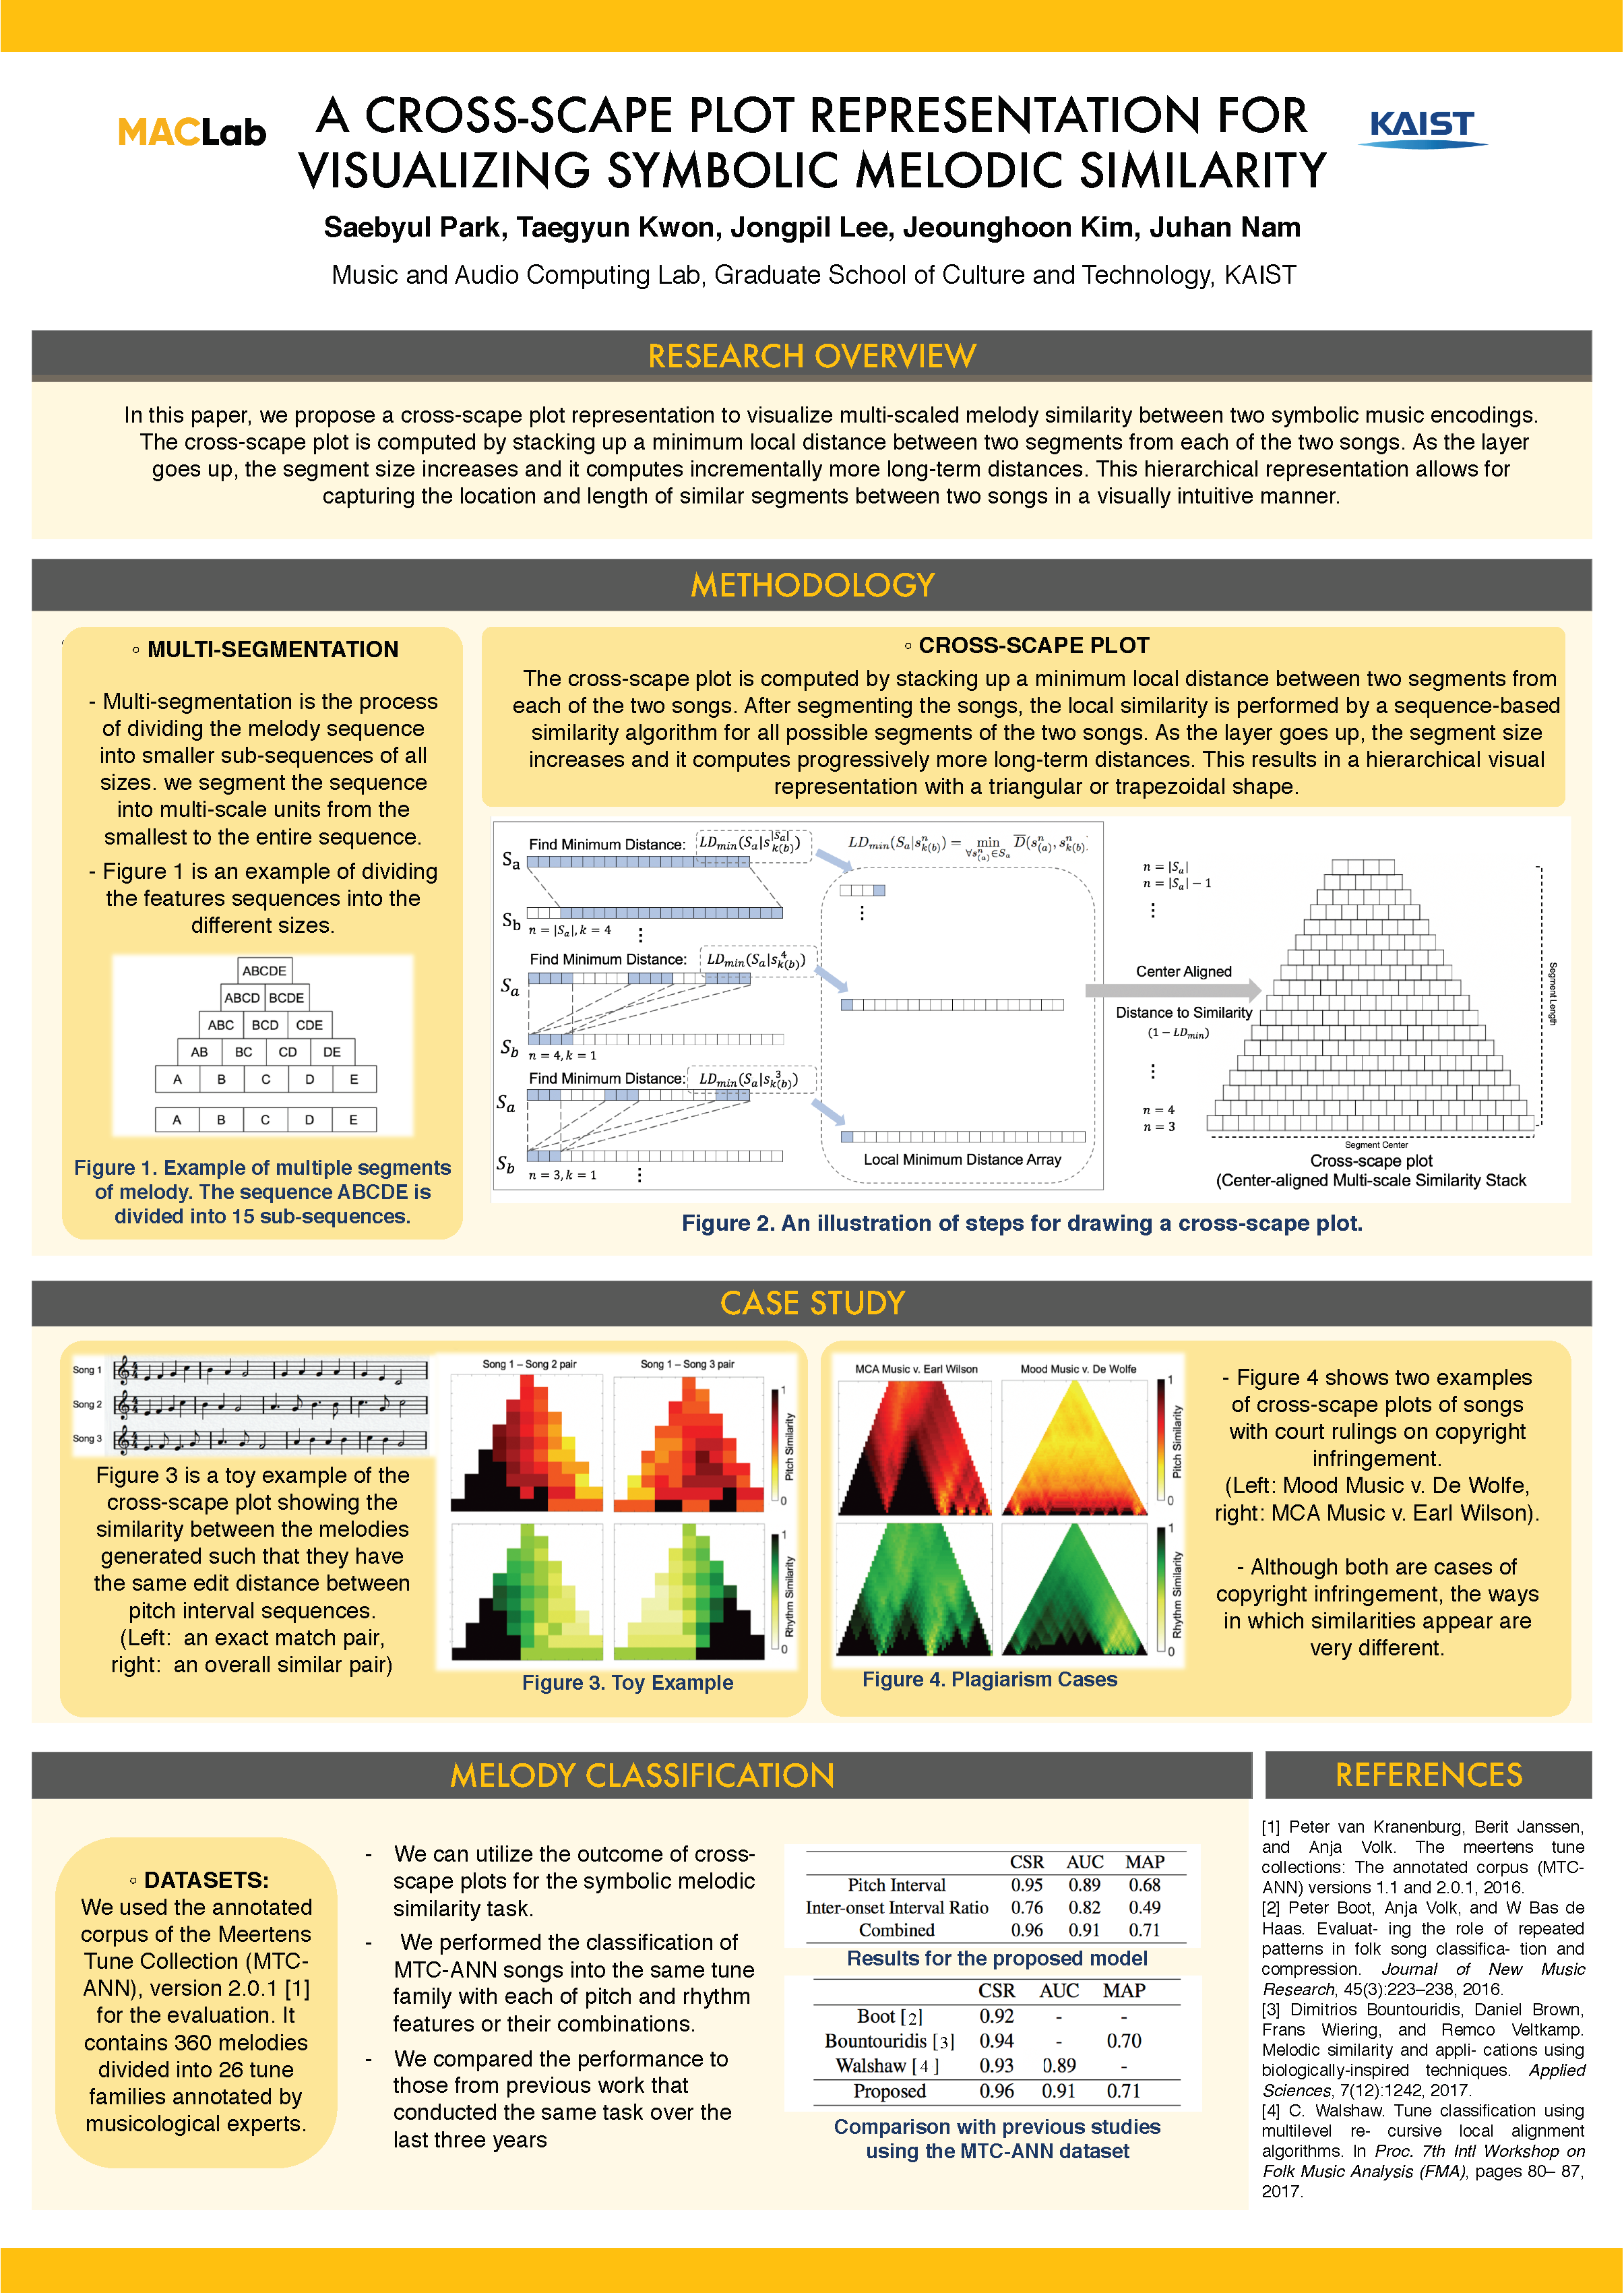 MACLab
A CROSS-SCAPE PLOT REPRESENTATION FOR
VISUALIZING SYMBOLIC MELODIC SIMILARITY
KAIST
Saebyul Park, Taegyun Kwon, Jongpil Lee, Jeounghoon Kim, Juhan Nam
Music and Audio Computing Lab, Graduate School of Culture and Technology, KAIST
RESEARCH OVERVIEW
In this paper, we propose a cross-scape plot representation to visualize multi-scaled melody similarity between two symbolic music encodings.
The cross-scape plot is computed by stacking up a minimum local distance between two segments from each of the two songs. As the layer
goes up, the segment size increases and it computes incrementally more long-term distances. This hierarchical representation allows for
capturing the location and length of similar segments between two songs in a visually intuitive manner.
METHODOLOGY
◦ MULTI-SEGMENTATION
- Multi-segmentation is the process
of dividing the melody sequence
into smaller sub-sequences of all
sizes. we segment the sequence
into multi-scale units from the
smallest to the entire sequence.
- Figure 1 is an example of dividing
the features sequences into the
different sizes.
ABCDE
ABCD BCDE
ABC BCD CDE
AB BC CD DE
A B C D E
A B C D E
Figure 1. Example of multiple segments
of melody. The sequence ABCDE is
divided into 15 sub-sequences.
◦ CROSS-SCAPE PLOT
The cross-scape plot is computed by stacking up a minimum local distance between two segments from
each of the two songs. After segmenting the songs, the local similarity is performed by a sequence-based
similarity algorithm for all possible segments of the two songs. As the layer goes up, the segment size
increases and it computes progressively more long-term distances. This results in a hierarchical visual
representation with a triangular or trapezoidal shape.
Find Minimum Distance: LD_min(S_a|s_{k(b)}^{|S_a|})
S_a
S_b
n = |S_a|, k = 4
⋮
Find Minimum Distance: LD_min(S_a|s_{k(b)}^4)
S_a
S_b
n = 4, k = 1
Find Minimum Distance: LD_min(S_a|s_{k(b)}^3)
S_a
S_b
n = 3, k = 1
⋮
LD_min(S_a|s_{k(b)}^n) = min_{∀s_{(a)}^n∈S_a} D̅(s_{(a)}^n, s_{k(b)}^n)
⋮
Local Minimum Distance Array
Center Aligned
Distance to Similarity
(1 − LD_min)
n = |S_a|
n = |S_a| − 1
⋮
⋮
n = 4
n = 3
Segment Length
Segment Center
Cross-scape plot
(Center-aligned Multi-scale Similarity Stack
Figure 2. An illustration of steps for drawing a cross-scape plot.
CASE STUDY
Song 1
Song 2
Song 3
Figure 3 is a toy example of the
cross-scape plot showing the
similarity between the melodies
generated such that they have
the same edit distance between
pitch interval sequences.
(Left: an exact match pair,
right: an overall similar pair)
Song 1 – Song 2 pair
Song 1 – Song 3 pair
1
Pitch Similarity
0
1
Rhythm Similarity
0
Figure 3. Toy Example
MCA Music v. Earl Wilson
Mood Music v. De Wolfe
1
Pitch Similarity
0
1
Rhythm Similarity
0
Figure 4. Plagiarism Cases
- Figure 4 shows two examples
of cross-scape plots of songs
with court rulings on copyright
infringement.
(Left: Mood Music v. De Wolfe,
right: MCA Music v. Earl Wilson).
- Although both are cases of
copyright infringement, the ways
in which similarities appear are
very different.
MELODY CLASSIFICATION
◦ DATASETS:
We used the annotated
corpus of the Meertens
Tune Collection (MTC-
ANN), version 2.0.1 [1]
for the evaluation. It
contains 360 melodies
divided into 26 tune
families annotated by
musicological experts.
- We can utilize the outcome of cross-
scape plots for the symbolic melodic
similarity task.
- We performed the classification of
MTC-ANN songs into the same tune
family with each of pitch and rhythm
features or their combinations.
- We compared the performance to
those from previous work that
conducted the same task over the
last three years
CSR AUC MAP
Pitch Interval 0.95 0.89 0.68
Inter-onset Interval Ratio 0.76 0.82 0.49
Combined 0.96 0.91 0.71
Results for the proposed model
CSR AUC MAP
Boot [2] 0.92 - -
Bountouridis [3] 0.94 - 0.70
Walshaw [4] 0.93 0.89 -
Proposed 0.96 0.91 0.71
Comparison with previous studies
using the MTC-ANN dataset
REFERENCES
[1] Peter van Kranenburg, Berit Janssen,
and Anja Volk. The meertens tune
collections: The annotated corpus (MTC-
ANN) versions 1.1 and 2.0.1, 2016.
[2] Peter Boot, Anja Volk, and W Bas de
Haas. Evaluat- ing the role of repeated
patterns in folk song classifica- tion and
compression. Journal of New Music
Research, 45(3):223–238, 2016.
[3] Dimitrios Bountouridis, Daniel Brown,
Frans Wiering, and Remco Veltkamp.
Melodic similarity and appli- cations using
biologically-inspired techniques. Applied
Sciences, 7(12):1242, 2017.
[4] C. Walshaw. Tune classification using
multilevel re- cursive local alignment
algorithms. In Proc. 7th Intl Workshop on
Folk Music Analysis (FMA), pages 80– 87,
2017.